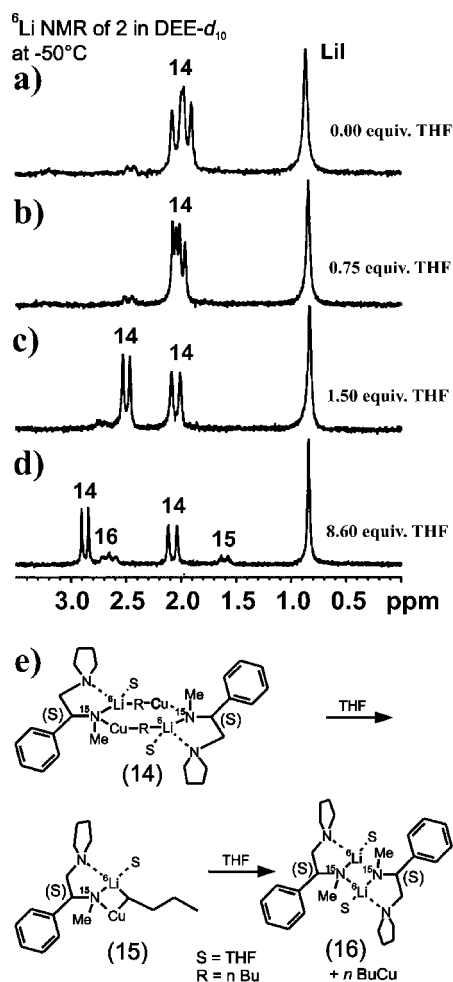 ⁶Li NMR of 2 in DEE-d₁₀
at -50°C
a)
14
LiI
0.00 equiv. THF
b)
14
0.75 equiv. THF
c)
14
14
1.50 equiv. THF
d)
14
16
14
15
8.60 equiv. THF
3.0 2.5 2.0 1.0 0.5 ppm
e)
N S Me
(S) ⁶Li R Cu ¹⁵N (S)
¹⁵N Cu R ⁶Li
Me S N
(14)
THF
N S
(S) ⁶Li
¹⁵N Me Cu
(15)
THF
S = THF
R = n Bu
N S Me
⁶Li ¹⁵N (S)
(S) ¹⁵N ⁶Li
Me S N
(16)
+ n BuCu